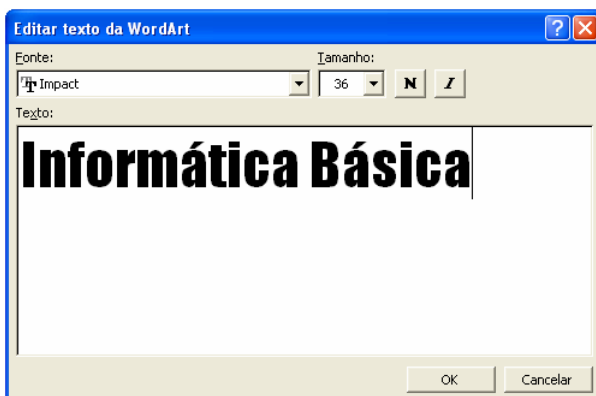 Editar texto da WordArt
Fonte: Tamanho:
Impact 36 N I
Texto:
Informática Básica
OK Cancelar